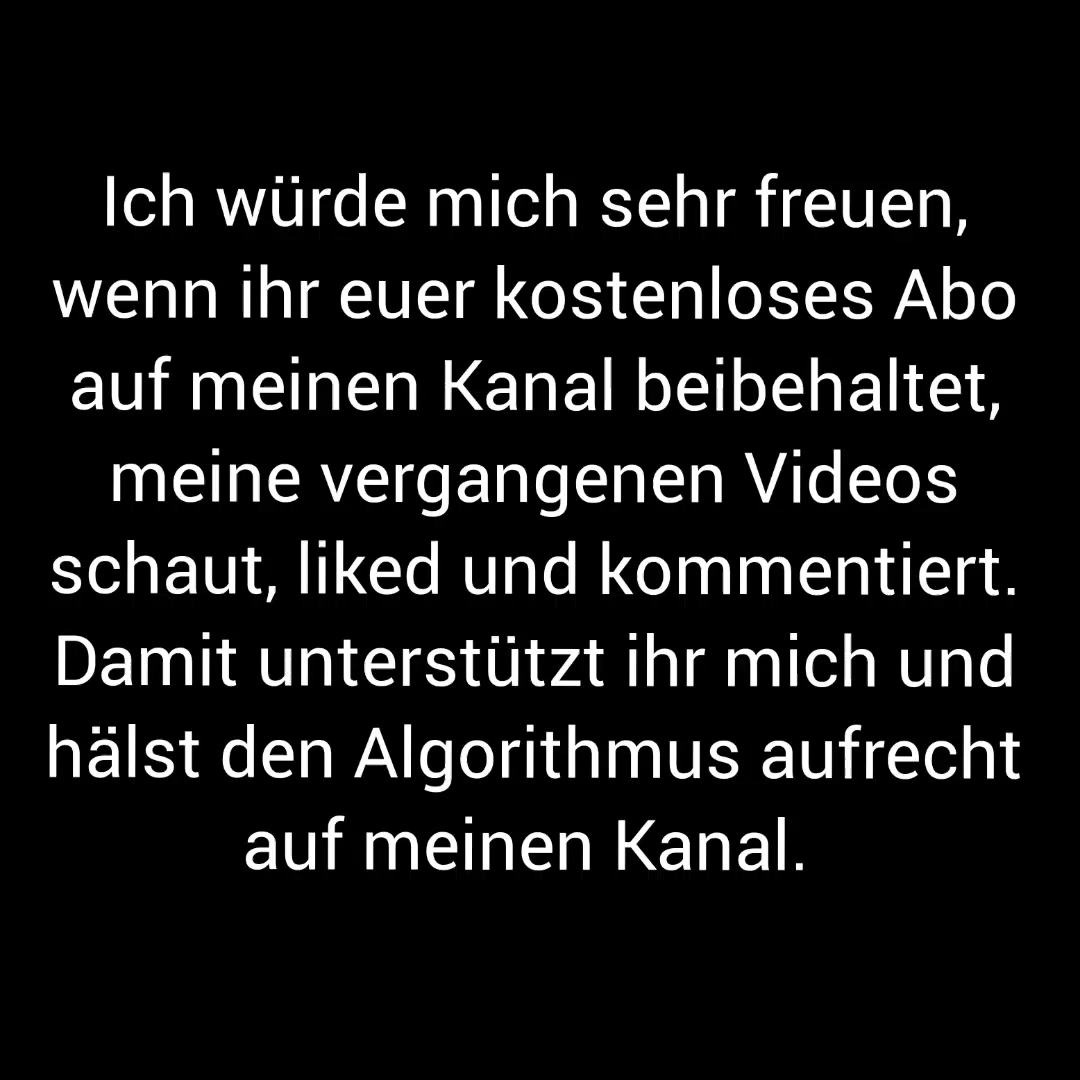 Ich würde mich sehr freuen,
wenn ihr euer kostenloses Abo
auf meinen Kanal beibehaltet,
meine vergangenen Videos
schaut, liked und kommentiert.
Damit unterstützt ihr mich und
hälst den Algorithmus aufrecht
auf meinen Kanal.